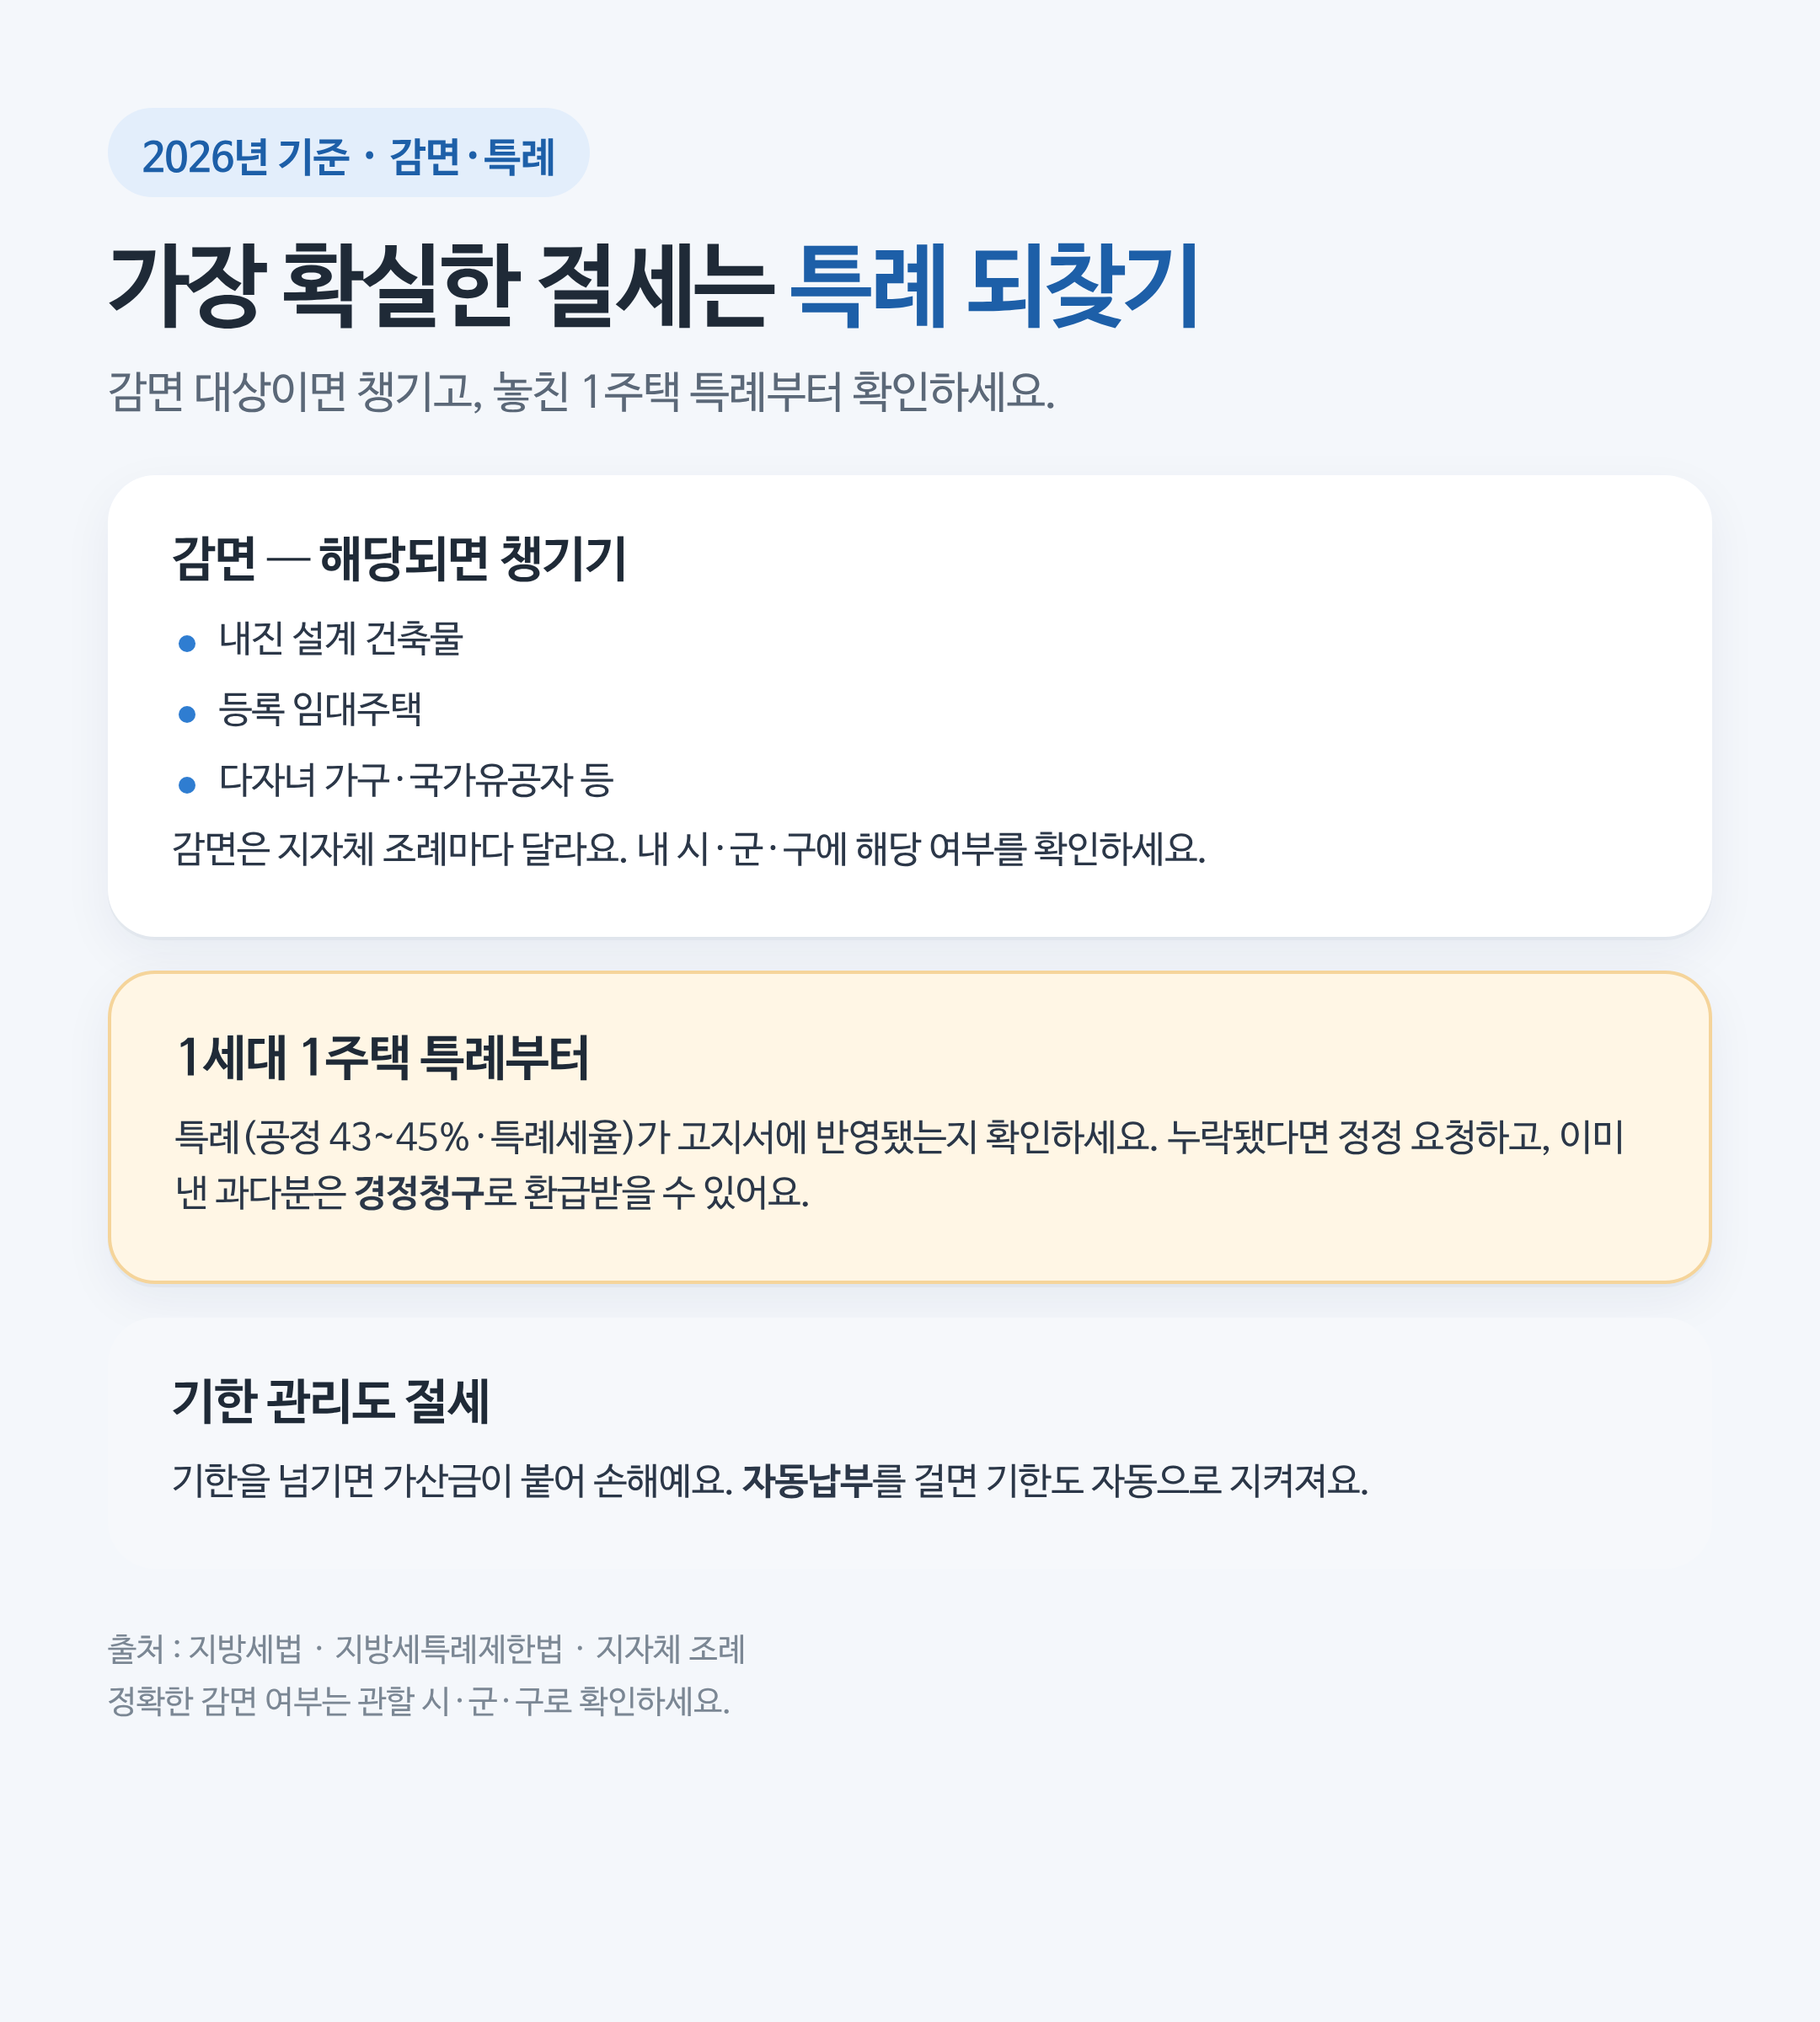 2026년 기준 · 감면·특례
가장 확실한 절세는 특례 되찾기
감면 대상이면 챙기고, 놓친 1주택 특례부터 확인하세요.
감면 — 해당되면 챙기기
● 내진 설계 건축물
● 등록 임대주택
● 다자녀 가구·국가유공자 등
감면은 지자체 조례마다 달라요. 내 시·군·구에 해당 여부를 확인하세요.
1세대 1주택 특례부터
특례(공정 43~45%·특례세율)가 고지서에 반영됐는지 확인하세요. 누락됐다면 정정 요청하고, 이미
낸 과다분은 경정청구로 환급받을 수 있어요.
기한 관리도 절세
기한을 넘기면 가산금이 붙어 손해예요. 자동납부를 걸면 기한도 자동으로 지켜져요.
출처 : 지방세법 · 지방세특례제한법 · 지자체 조례
정확한 감면 여부는 관할 시·군·구로 확인하세요.